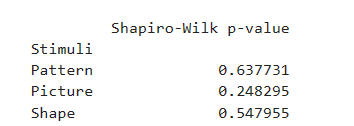 Shapiro-Wilk p-value
Stimuli
Pattern 0.637731
Picture 0.248295
Shape 0.547955